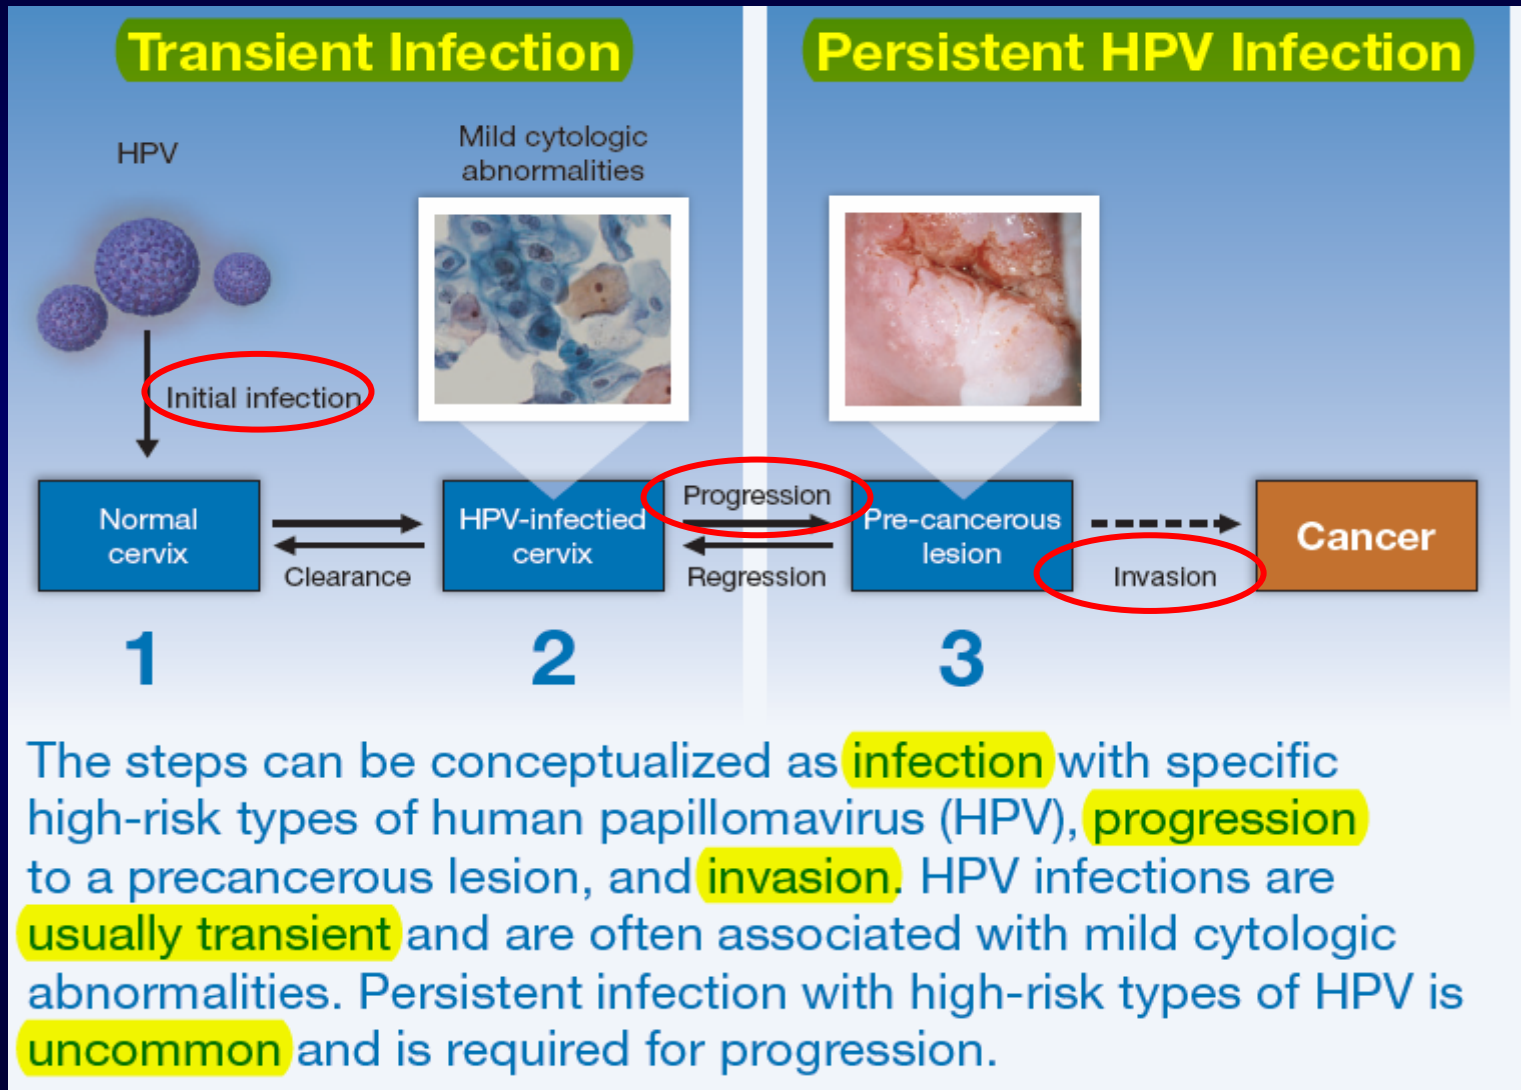 Transient Infection
Persistent HPV Infection
HPV
Mild cytologic
abnormalities
Initial infection
Normal
cervix
Clearance
HPV-infectied
cervix
Progression
Regression
Pre-cancerous
lesion
Invasion
Cancer
1
2
3
The steps can be conceptualized as infection with specific
high-risk types of human papillomavirus (HPV), progression
to a precancerous lesion, and invasion. HPV infections are
usually transient and are often associated with mild cytologic
abnormalities. Persistent infection with high-risk types of HPV is
uncommon and is required for progression.